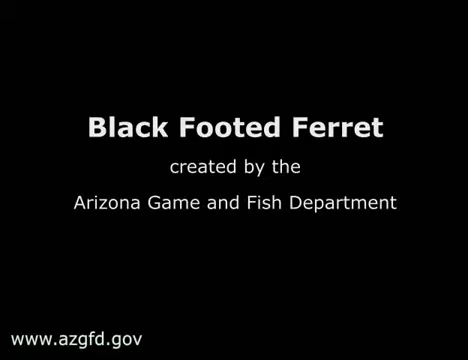 Black Footed Ferret
created by the
Arizona Game and Fish Department
www.azgfd.gov